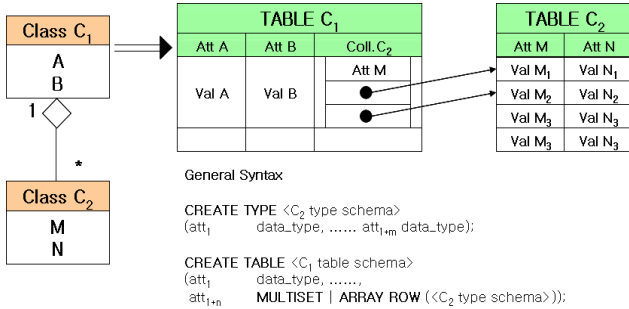 Class C₁
A
B
1
*
Class C₂
M
N
TABLE C₁
Att A Att B Coll.C₂
Att M
Val A Val B
TABLE C₂
Att M Att N
Val M₁ Val N₁
Val M₂ Val N₂
Val M₃ Val N₃
Val M₃ Val N₃
General Syntax
CREATE TYPE <C₂ type schema>
(att₁ data_type, ...... att₁₊ₘ data_type);
CREATE TABLE <C₁ table schema>
(att₁ data_type, ......,
att₁₊ₙ MULTISET | ARRAY ROW (<C₂ type schema>));